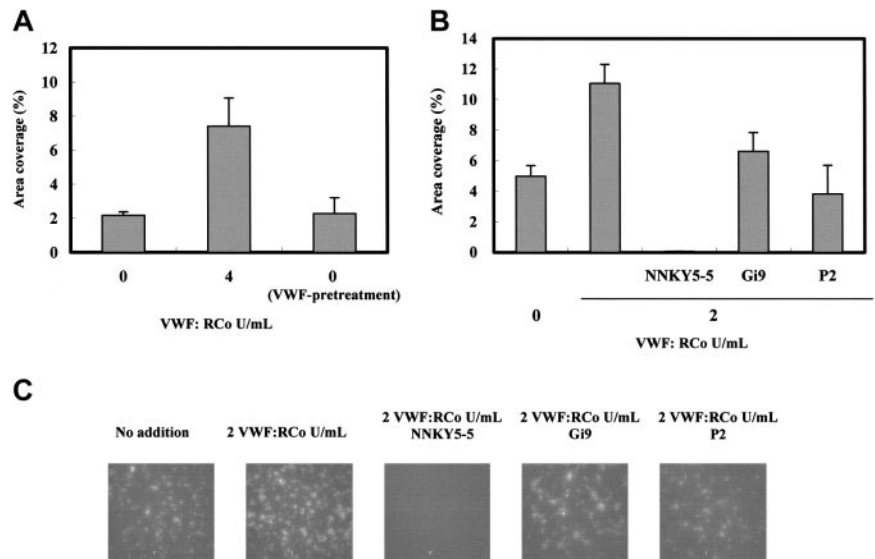 A
Area coverage (%)
12
10
8
6
4
2
0
0
4
0
(VWF-pretreatment)
VWF: RCo U/mL
B
Area coverage (%)
14
12
10
8
6
4
2
0
NNKY5-5
Gi9
P2
0
2
VWF: RCo U/mL
C
No addition
2 VWF:RCo U/mL
2 VWF:RCo U/mL
NNKY5-5
2 VWF:RCo U/mL
Gi9
2 VWF:RCo U/mL
P2